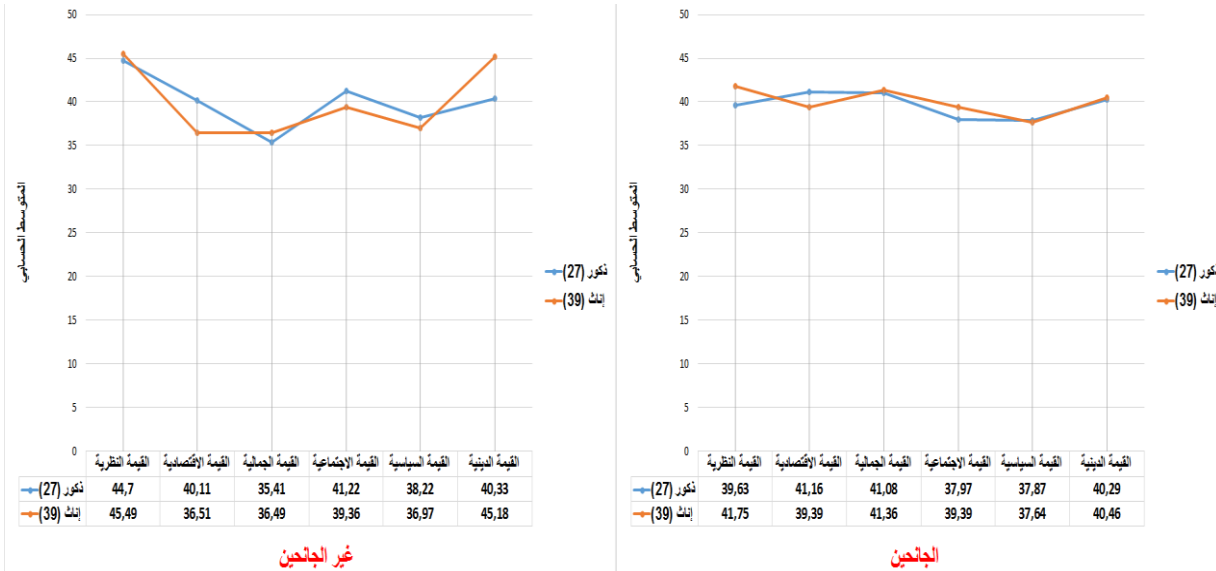 50
45
40
35
30
25
20
15
10
5
0
المتوسط الحسابي
ذكور (27)
إناث (39)
القيمة النظرية القيمة الاقتصادية القيمة الجمالية القيمة الاجتماعية القيمة السياسية القيمة الدينية
ذكور (27) 44,7 40,11 35,41 41,22 38,22 40,33
إناث (39) 45,49 36,51 36,49 39,36 36,97 45,18
غير الجانحين
50
45
40
35
30
25
20
15
10
5
0
المتوسط الحسابي
ذكور (27)
إناث (39)
القيمة النظرية القيمة الاقتصادية القيمة الجمالية القيمة الاجتماعية القيمة السياسية القيمة الدينية
ذكور (27) 39,63 41,16 41,08 37,97 37,87 40,29
إناث (39) 41,75 39,39 41,36 39,39 37,64 40,46
الجانحين